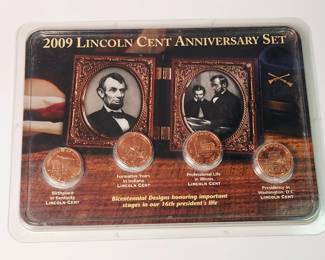 2009 LINCOLN CENT ANNIVERSARY SET
Birthplace
in Kentucky
LINCOLN CENT
Formative Years
in Indiana
LINCOLN CENT
Professional Life
in Illinois
LINCOLN CENT
Presidency in
Washington, D.C.
LINCOLN CENT
Bicentennial Designs honoring important
stages in our 16th president's life